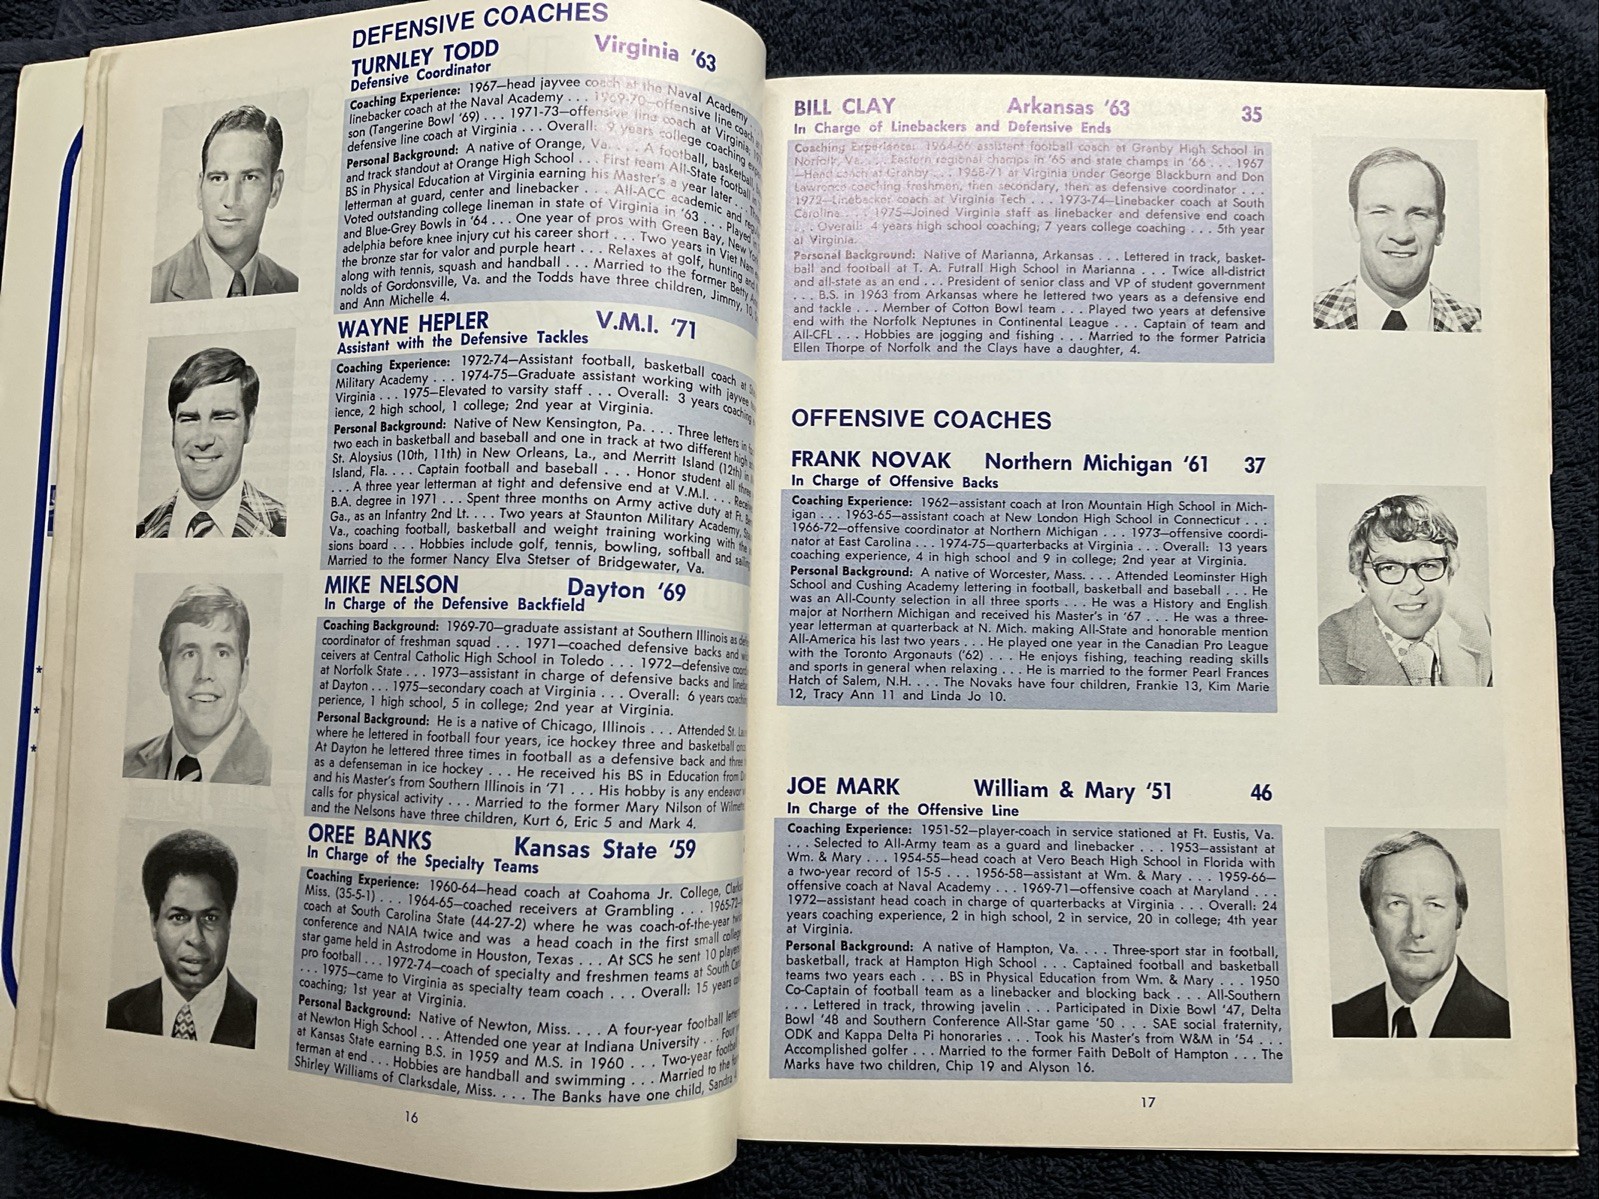 DEFENSIVE COACHES
TURNLEY TODD Virginia '63
Defensive Coordinator
Coaching Experience: 1967—head jayvee coach at the Naval Academy
linebacker coach at the Naval Academy . . . 1969-70—offensive line coach
son (Tangerine Bowl '69) . . . 1971-73—offensive line coach at Virginia,
defensive line coach at Virginia . . . Overall: 9 years college coaching
Personal Background: A native of Orange, Va. . . . A football, basketball
and track standout at Orange High School . . . First team All-State football
BS in Physical Education at Virginia earning his Master's a year later . .
letterman at guard, center and linebacker . . . All-ACC academic and
Voted outstanding college lineman in state of Virginia in '63 . . Played
and Blue-Grey Bowls in '64 . . . One year of pros with Green Bay, New
adelphia before knee injury cut his career short . . . Two years in Viet Nam
the bronze star for valor and purple heart . . . Relaxes at golf, hunting
along with tennis, squash and handball . . . Married to the former Betty
nolds of Gordonsville, Va. and the Todds have three children, Jimmy, 10,
and Ann Michelle 4.
WAYNE HEPLER V.M.I. '71
Assistant with the Defensive Tackles
Coaching Experience: 1972-74—Assistant football, basketball coach at
Military Academy . . . 1974-75—Graduate assistant working with jayvee
Virginia . . . 1975—Elevated to varsity staff . . . Overall: 3 years coaching
ience, 2 high school, 1 college; 2nd year at Virginia.
Personal Background: Native of New Kensington, Pa. . . . Three letters in
two each in basketball and baseball and one in track at two different high
St. Aloysius (10th, 11th) in New Orleans, La., and Merritt Island (12th) in
Island, Fla. . . . Captain football and baseball . . . Honor student all three
. . . A three year letterman at tight and defensive end at V.M.I. . . .
B.A. degree in 1971 . . . Spent three months on Army active duty at Ft.
Ga., as an Infantry 2nd Lt. . . . Two years at Staunton Military Academy,
Va., coaching football, basketball and weight training working with the
sions board . . . Hobbies include golf, tennis, bowling, softball and
Married to the former Nancy Elva Stetser of Bridgewater, Va.
MIKE NELSON Dayton '69
In Charge of the Defensive Backfield
Coaching Background: 1969-70—graduate assistant at Southern Illinois as
coordinator of freshman squad . . . 1971—coached defensive backs and
ceivers at Central Catholic High School in Toledo . . . 1972—defensive
at Norfolk State . . . 1973—assistant in charge of defensive backs and
at Dayton . . . 1975—secondary coach at Virginia . . . Overall: 6 years
perience, 1 high school, 5 in college; 2nd year at Virginia.
Personal Background: He is a native of Chicago, Illinois . . . Attended St.
where he lettered in football four years, ice hockey three and basketball
At Dayton he lettered three times in football as a defensive back and three
as a defenseman in ice hockey . . . He received his BS in Education from
and his Master's from Southern Illinois in '71 . . . His hobby is any endeavor
calls for physical activity . . . Married to the former Mary Nilson of
and the Nelsons have three children, Kurt 6, Eric 5 and Mark 4.
OREE BANKS Kansas State '59
In Charge of the Specialty Teams
Coaching Experience: 1960-64—head coach at Coahoma Jr. College,
Miss. (35-5-1) . . . 1964-65—coached receivers at Grambling . . . 1965-72—
coach at South Carolina State (44-27-2) where he was coach-of-the-year
conference and NAIA twice and was a head coach in the first small college
star game held in Astrodome in Houston, Texas . . . At SCS he sent 10 players
pro football . . . 1972-74—coach of specialty and freshmen teams at South
. . . 1975—came to Virginia as specialty team coach . . . Overall: 15 years
coaching; 1st year at Virginia.
Personal Background: Native of Newton, Miss. . . . A four-year football
at Newton High School . . . Attended one year at Indiana University . . .
at Kansas State earning B.S. in 1959 and M.S. in 1960 . . . Two-year
terman at end . . . Hobbies are handball and swimming . . . Married to the
Shirley Williams of Clarksdale, Miss. . . . The Banks have one child,
16
BILL CLAY Arkansas '63 35
In Charge of Linebackers and Defensive Ends
Coaching Experience: 1964-66 assistant football coach at Granby High School in
Norfolk, Va. . . . Eastern regional champs in '65 and state champs in '66 . . . 1967
—Head coach at Granby . . . 1968-71 at Virginia under George Blackburn and Don
Lawrence coaching freshmen, then secondary, then as defensive coordinator . . .
1972—Linebacker coach at Virginia Tech . . . 1973-74—Linebacker coach at South
Carolina . . . 1975—Joined Virginia staff as linebacker and defensive end coach
. . . Overall: 4 years high school coaching; 7 years college coaching . . . 5th year
at Virginia.
Personal Background: Native of Marianna, Arkansas . . . Lettered in track, basket-
ball and football at T. A. Futrall High School in Marianna . . . Twice all-district
and all-state as an end . . . President of senior class and VP of student government
. . . B.S. in 1963 from Arkansas where he lettered two years as a defensive end
and tackle . . . Member of Cotton Bowl team . . . Played two years at defensive
end with the Norfolk Neptunes in Continental League . . . Captain of team and
All-CFL . . . Hobbies are jogging and fishing . . . Married to the former Patricia
Ellen Thorpe of Norfolk and the Clays have a daughter, 4.
OFFENSIVE COACHES
FRANK NOVAK Northern Michigan '61 37
In Charge of Offensive Backs
Coaching Experience: 1962—assistant coach at Iron Mountain High School in Mich-
igan . . . 1963-65—assistant coach at New London High School in Connecticut . . .
1966-72—offensive coordinator at Northern Michigan . . . 1973—offensive coordi-
nator at East Carolina . . . 1974-75—quarterbacks at Virginia . . . Overall: 13 years
coaching experience, 4 in high school and 9 in college; 2nd year at Virginia.
Personal Background: A native of Worcester, Mass. . . . Attended Leominster High
School and Cushing Academy lettering in football, basketball and baseball . . . He
was an All-County selection in all three sports . . . He was a History and English
major at Northern Michigan and received his Master's in '67 . . . He was a three-
year letterman at quarterback at N. Mich. making All-State and honorable mention
All-America his last two years . . . He played one year in the Canadian Pro League
with the Toronto Argonauts ('62) . . . He enjoys fishing, teaching reading skills
and sports in general when relaxing . . . He is married to the former Pearl Frances
Hatch of Salem, N.H. . . . The Novaks have four children, Frankie 13, Kim Marie
12, Tracy Ann 11 and Linda Jo 10.
JOE MARK William & Mary '51 46
In Charge of the Offensive Line
Coaching Experience: 1951-52—player-coach in service stationed at Ft. Eustis, Va.
. . . Selected to All-Army team as a guard and linebacker . . . 1953—assistant at
Wm. & Mary . . . 1954-55—head coach at Vero Beach High School in Florida with
a two-year record of 15-5 . . . 1956-58—assistant at Wm. & Mary . . . 1959-66—
offensive coach at Naval Academy . . . 1969-71—offensive coach at Maryland . . .
1972—assistant head coach in charge of quarterbacks at Virginia . . . Overall: 24
years coaching experience, 2 in high school, 2 in service, 20 in college; 4th year
at Virginia.
Personal Background: A native of Hampton, Va. . . . Three-sport star in football,
basketball, track at Hampton High School . . . Captained football and basketball
teams two years each . . . BS in Physical Education from Wm. & Mary . . . 1950
Co-Captain of football team as a linebacker and blocking back . . . All-Southern
. . . Lettered in track, throwing javelin . . . Participated in Dixie Bowl '47, Delta
Bowl '48 and Southern Conference All-Star game '50 . . . SAE social fraternity,
ODK and Kappa Delta Pi honoraries . . . Took his Master's from W&M in '54 . . .
Accomplished golfer . . . Married to the former Faith DeBolt of Hampton . . . The
Marks have two children, Chip 19 and Alyson 16.
17